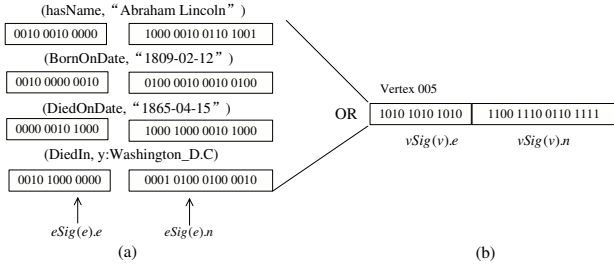 (hasName, “Abraham Lincoln” )
0010 0010 0000 1000 0010 0110 1001
(BornOnDate, “1809-02-12” )
0010 0000 0010 0100 0010 0010 0100
(DiedOnDate, “1865-04-15” )
0000 0010 1000 1000 1000 0010 1000
(DiedIn, y:Washington_D.C)
0010 1000 0000 0001 0100 0100 0010
eSig(e).e eSig(e).n
(a)
OR
Vertex 005
1010 1010 1010 1100 1110 0110 1111
vSig(v).e vSig(v).n
(b)